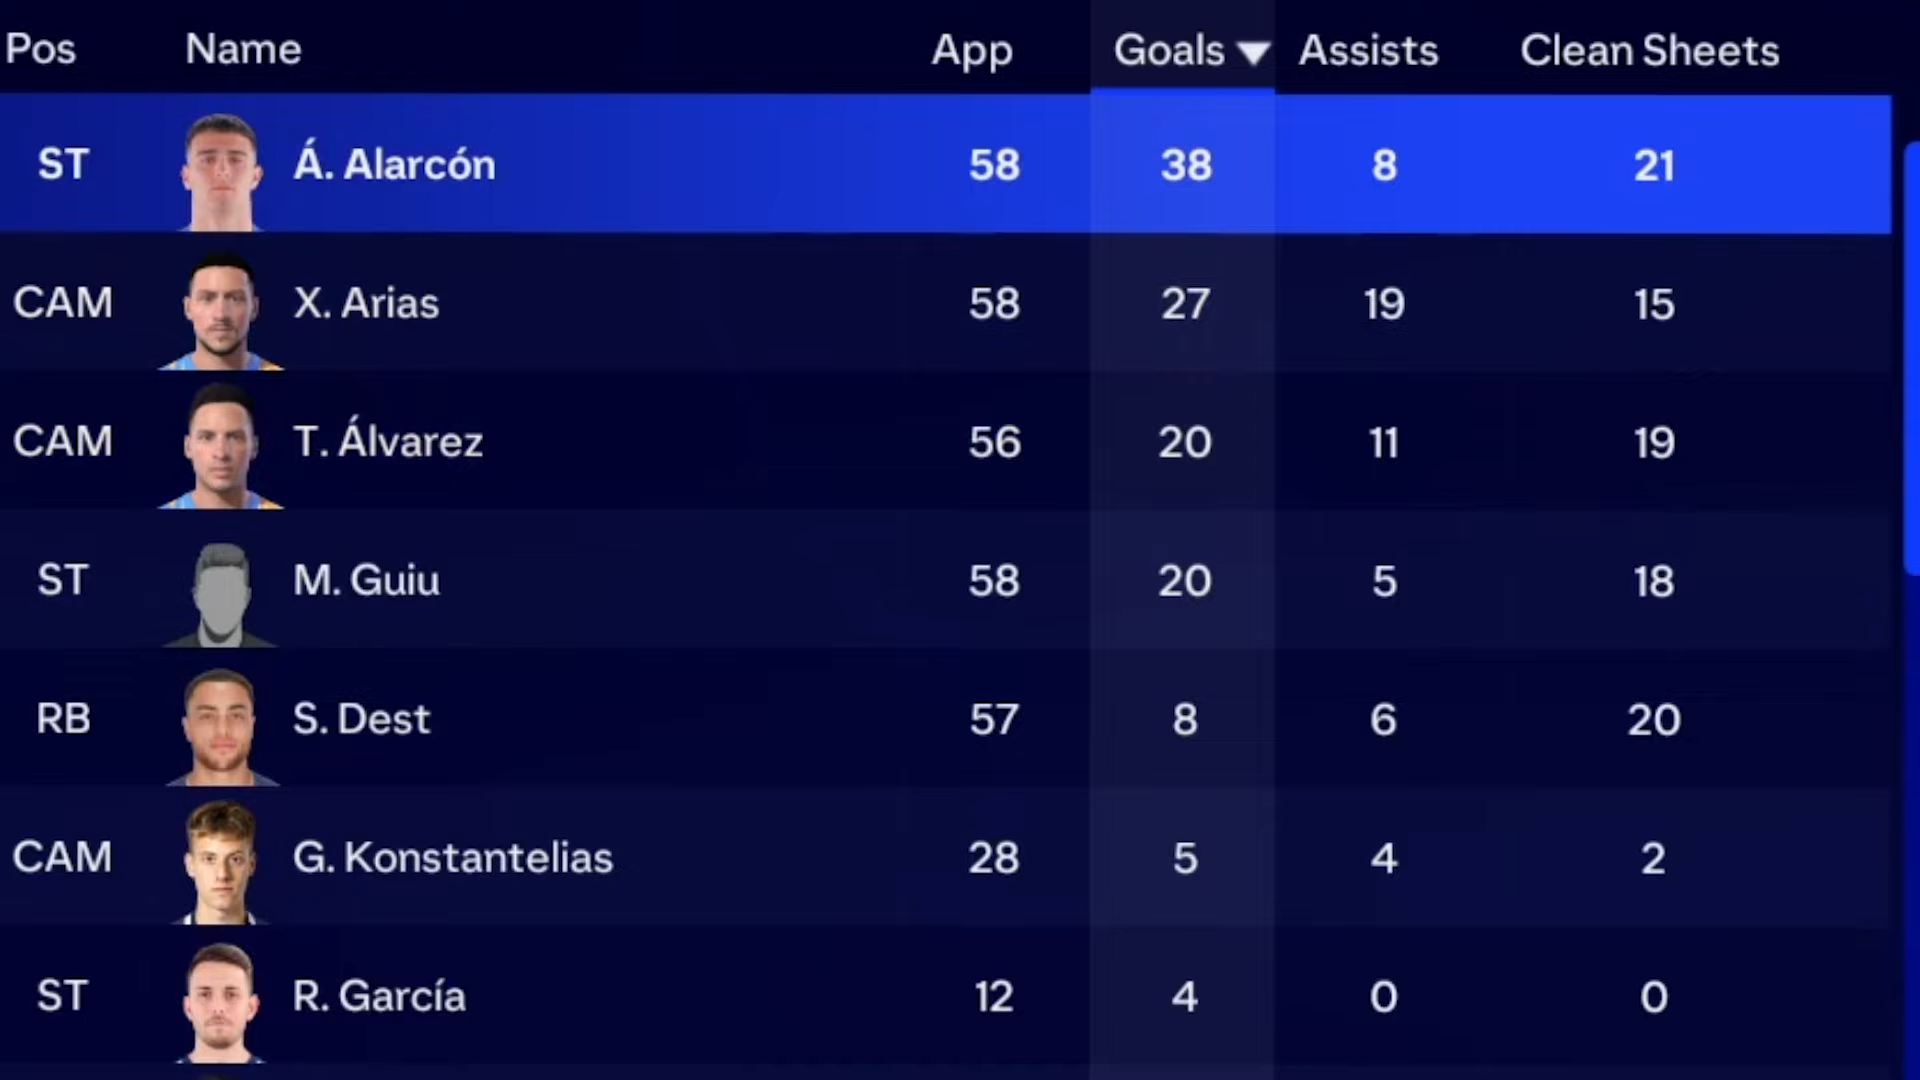 Pos Name App Goals Assists Clean Sheets
ST Á. Alarcón 58 38 8 21
CAM X. Arias 58 27 19 15
CAM T. Álvarez 56 20 11 19
ST M. Guiu 58 20 5 18
RB S. Dest 57 8 6 20
CAM G. Konstantelias 28 5 4 2
ST R. García 12 4 0 0